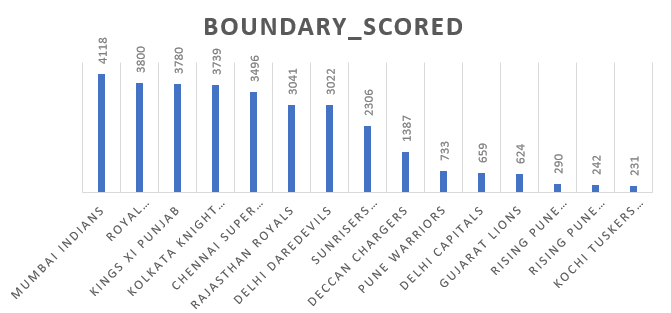 BOUNDARY_SCORED
4118
3800
3780
3739
3496
3041
3022
2306
1387
733
659
624
290
242
231
MUMBAI INDIANS
ROYAL…
KINGS XI PUNJAB
KOLKATA KNIGHT…
CHENNAI SUPER…
RAJASTHAN ROYALS
DELHI DAREDEVILS
SUNRISERS…
DECCAN CHARGERS
PUNE WARRIORS
DELHI CAPITALS
GUJARAT LIONS
RISING PUNE…
RISING PUNE…
KOCHI TUSKERS…